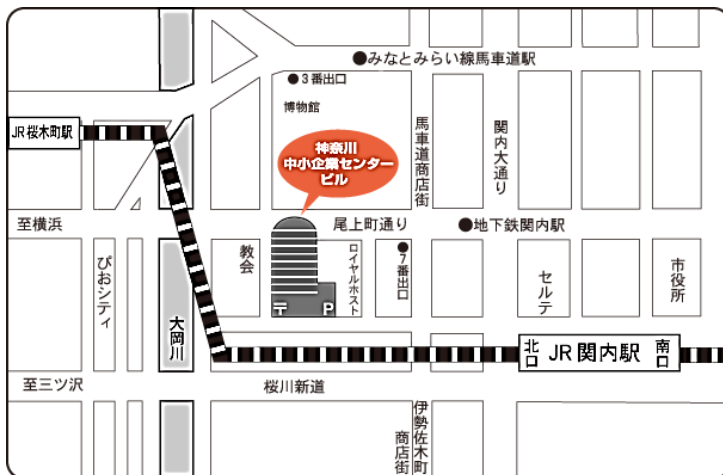 ●みなとみらい線馬車道駅
●3番出口
博物館
JR桜木町駅
神奈川
中小企業センター
ビル
馬車道商店街
関内大通り
至横浜
尾上町通り
●地下鉄関内駅
ぴおシティ
教会
ロイヤルホスト
●7番出口
セルテ
市役所
大岡川
〒
P
北口
JR関内駅
南口
至三ツ沢
桜川新道
伊勢佐木町
商店街